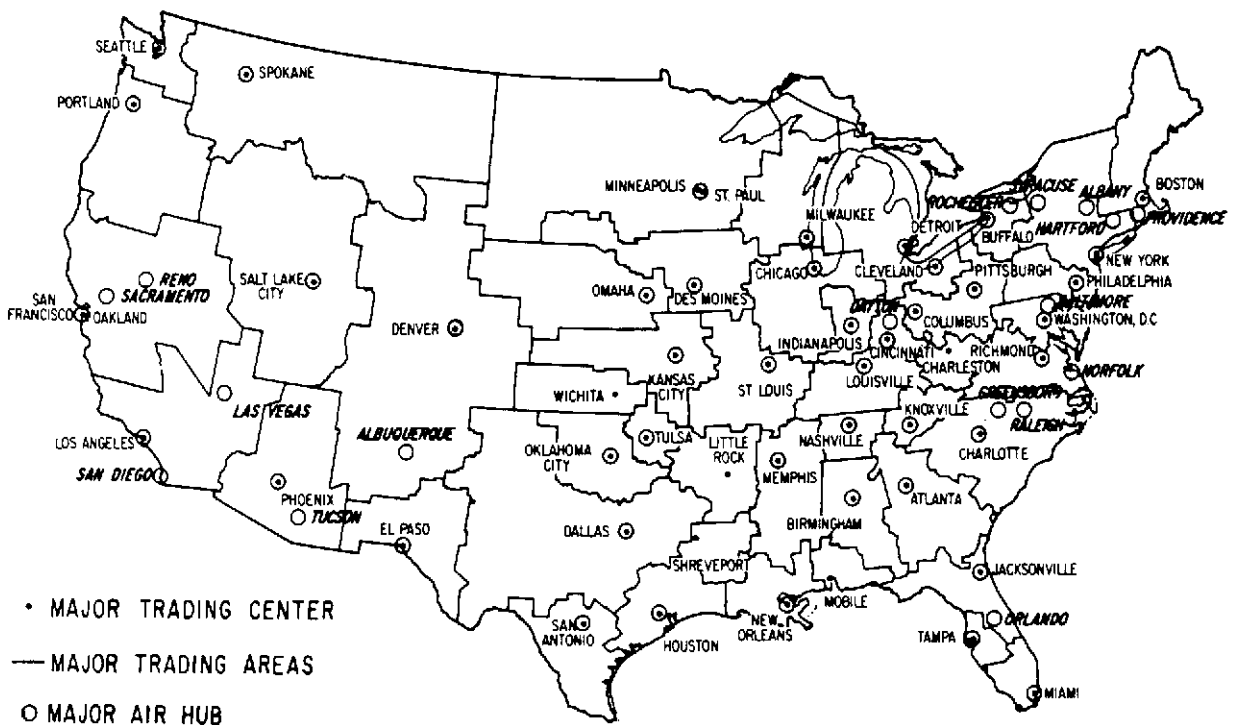 SEATTLE
SPOKANE
PORTLAND
MINNEAPOLIS
ST. PAUL
MILWAUKEE
DETROIT
ROCHESTER
SYRACUSE
ALBANY
BOSTON
PROVIDENCE
HARTFORD
BUFFALO
NEW YORK
RENO
SACRAMENTO
SAN
FRANCISCO
OAKLAND
SALT LAKE
CITY
OMAHA
DES MOINES
CHICAGO
CLEVELAND
PITTSBURGH
PHILADELPHIA
BALTIMORE
WASHINGTON, D.C
DENVER
DAYTON
COLUMBUS
INDIANAPOLIS
CINCINNATI
RICHMOND
CHARLESTON
NORFOLK
KANSAS
CITY
ST LOUIS
LOUISVILLE
WICHITA
LAS VEGAS
GREENSBORO
RALEIGH
KNOXVILLE
LOS ANGELES
ALBUQUERQUE
OKLAHOMA
CITY
TULSA
LITTLE
ROCK
NASHVILLE
MEMPHIS
CHARLOTTE
SAN DIEGO
PHOENIX
TUCSON
ATLANTA
BIRMINGHAM
EL PASO
DALLAS
SHREVEPORT
JACKSONVILLE
MOBILE
SAN
ANTONIO
HOUSTON
NEW
ORLEANS
ORLANDO
TAMPA
MIAMI
• MAJOR TRADING CENTER
— MAJOR TRADING AREAS
O MAJOR AIR HUB